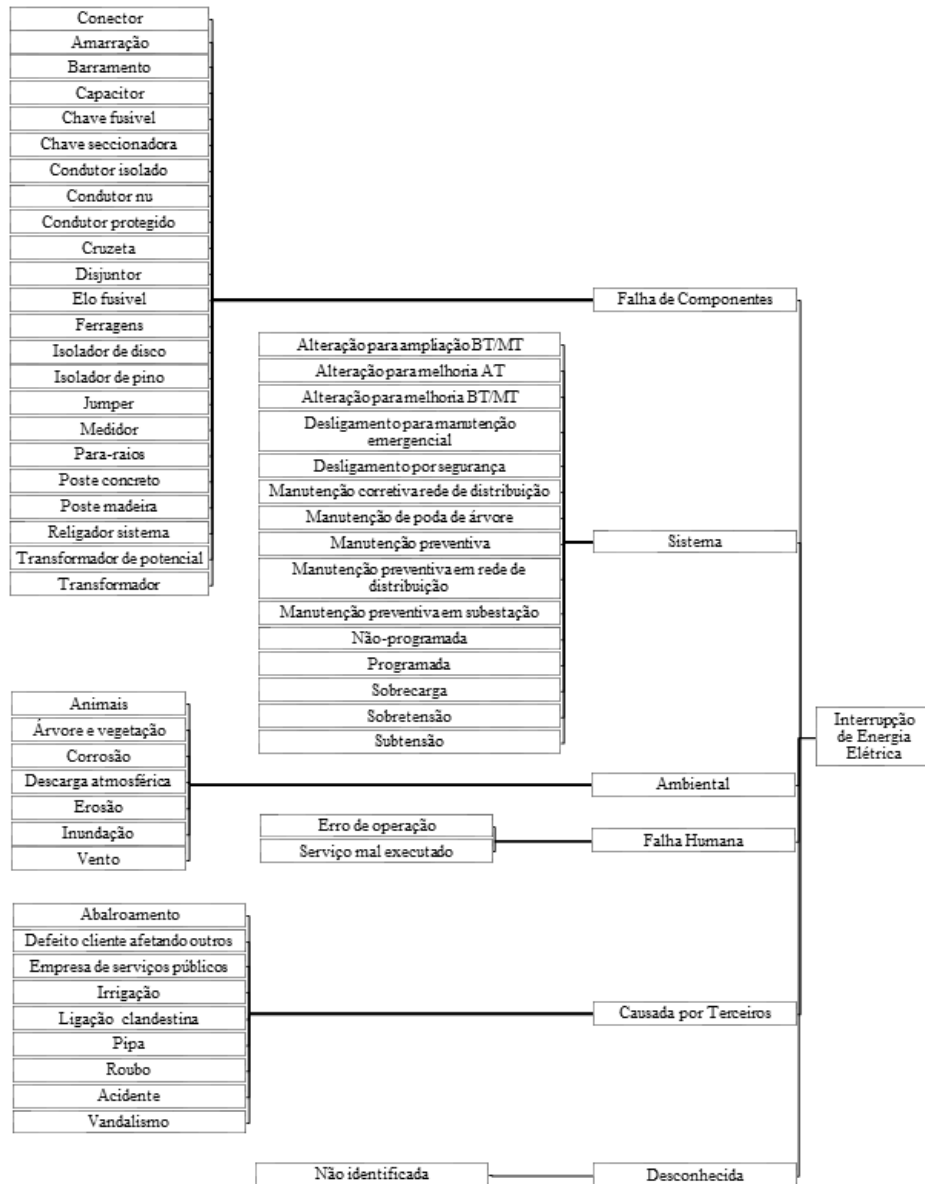 Conector
Amarração
Barramento
Capacitor
Chave fusível
Chave seccionadora
Condutor isolado
Condutor nu
Condutor protegido
Cruzeta
Disjuntor
Elo fusível
Ferragens
Isolador de disco
Isolador de pino
Jumper
Medidor
Para-raios
Poste concreto
Poste madeira
Religador sistema
Transformador de potencial
Transformador
Falha de Componentes
Alteração para ampliação BT/MT
Alteração para melhoria AT
Alteração para melhoria BT/MT
Desligamento para manutenção
emergencial
Desligamento por segurança
Manutenção corretiva rede de distribuição
Manutenção de poda de árvore
Manutenção preventiva
Manutenção preventiva em rede de
distribuição
Manutenção preventiva em subestação
Não-programada
Programada
Sobrecarga
Sobretensão
Subtensão
Sistema
Animais
Árvore e vegetação
Corrosão
Descarga atmosférica
Erosão
Inundação
Vento
Ambiental
Erro de operação
Serviço mal executado
Falha Humana
Abalroamento
Defeito cliente afetando outros
Empresa de serviços públicos
Irrigação
Ligação clandestina
Pipa
Roubo
Acidente
Vandalismo
Causada por Terceiros
Não identificada
Desconhecida
Interrupção
de Energia
Elétrica